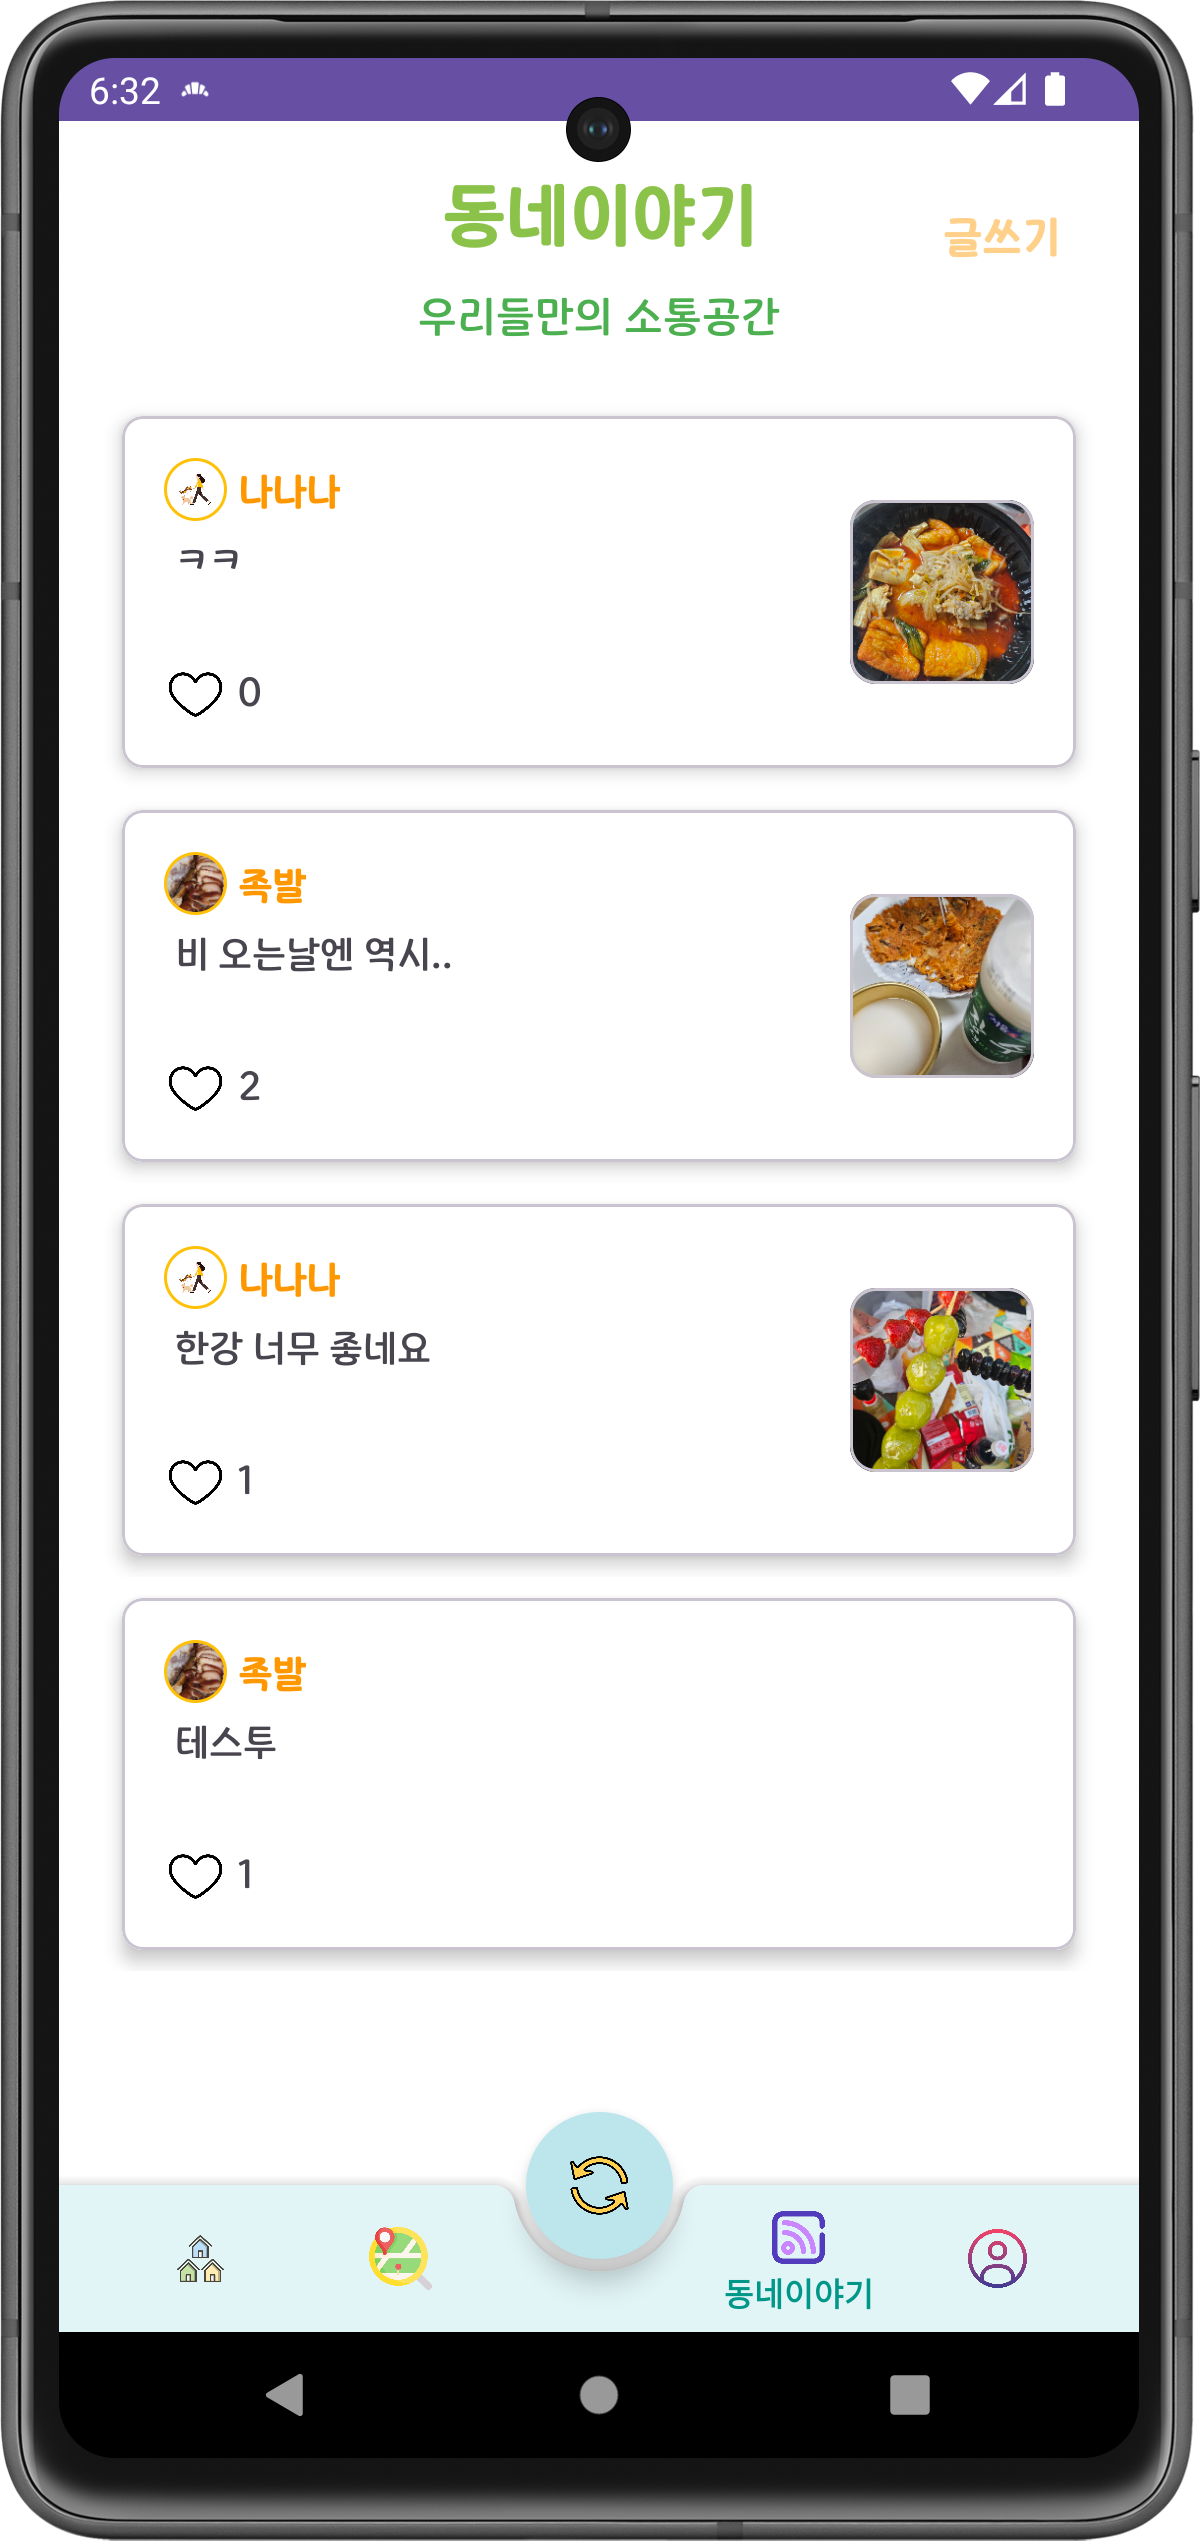 6:32
동네이야기
글쓰기
우리들만의 소통공간
나나나
ㅋㅋ
0
족발
비 오는날엔 역시..
2
나나나
한강 너무 좋네요
1
족발
테스투
1
동네이야기